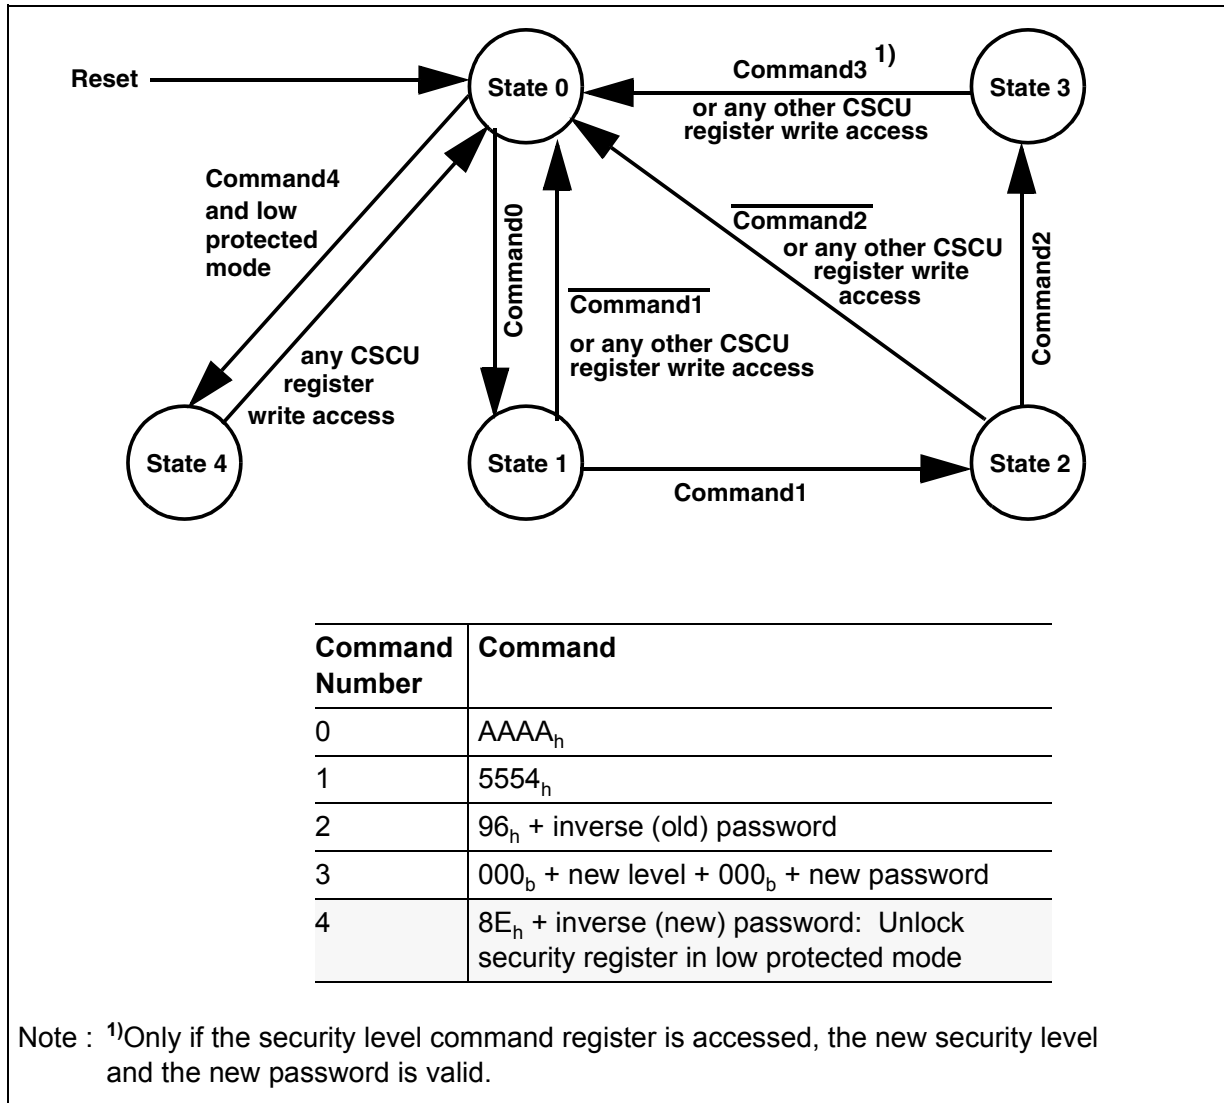 Reset
State 0
Command3 1)
or any other CSCU
register write access
State 3
Command4
and low
protected
mode
Command0
Command1
or any other CSCU
register write access
Command2
or any other CSCU
register write
access
Command2
any CSCU
register
write access
State 4
State 1
Command1
State 2
Command Number | Command
0 | AAAAh
1 | 5554h
2 | 96h + inverse (old) password
3 | 000b + new level + 000b + new password
4 | 8Eh + inverse (new) password: Unlock
security register in low protected mode
Note : 1)Only if the security level command register is accessed, the new security level
and the new password is valid.